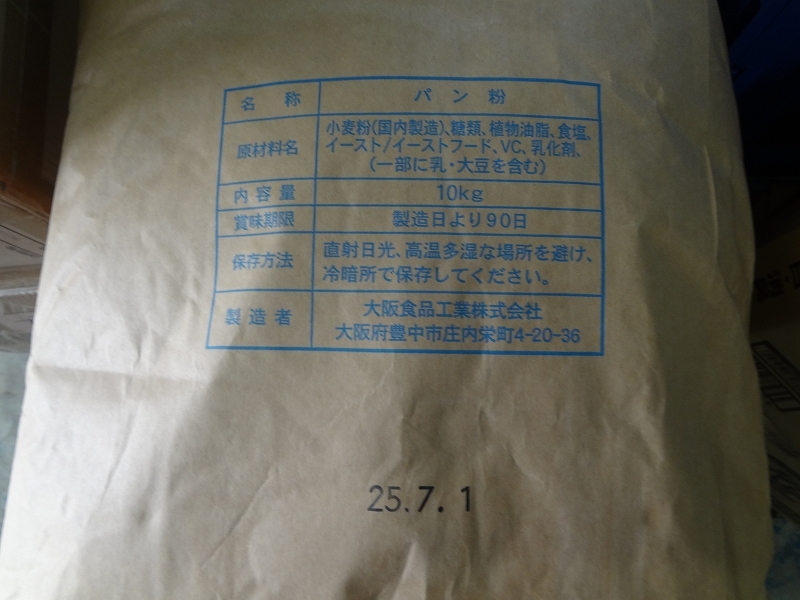 名称 パン粉
原材料名 小麦粉(国内製造)、糖類、植物油脂、食塩、
イースト/イーストフード、VC、乳化剤、
(一部に乳・大豆を含む)
内容量 10kg
賞味期限 製造日より90日
保存方法 直射日光、高温多湿な場所を避け、
冷暗所で保存してください。
製造者 大阪食品工業株式会社
大阪府豊中市庄内栄町4-20-36
25.7.1